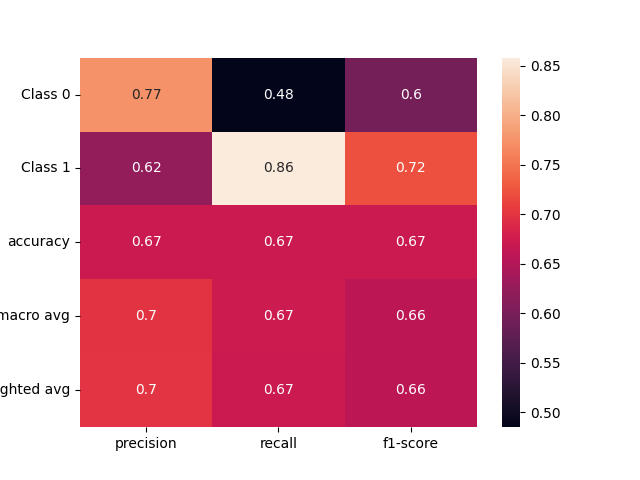 Class 0 0.77 0.48 0.6
Class 1 0.62 0.86 0.72
accuracy 0.67 0.67 0.67
macro avg 0.7 0.67 0.66
ghted avg 0.7 0.67 0.66
precision recall f1-score
0.85
0.80
0.75
0.70
0.65
0.60
0.55
0.50